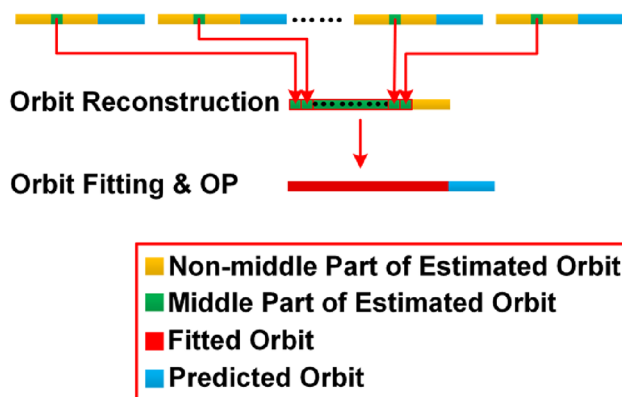 Orbit Reconstruction
Orbit Fitting & OP
Non-middle Part of Estimated Orbit
Middle Part of Estimated Orbit
Fitted Orbit
Predicted Orbit